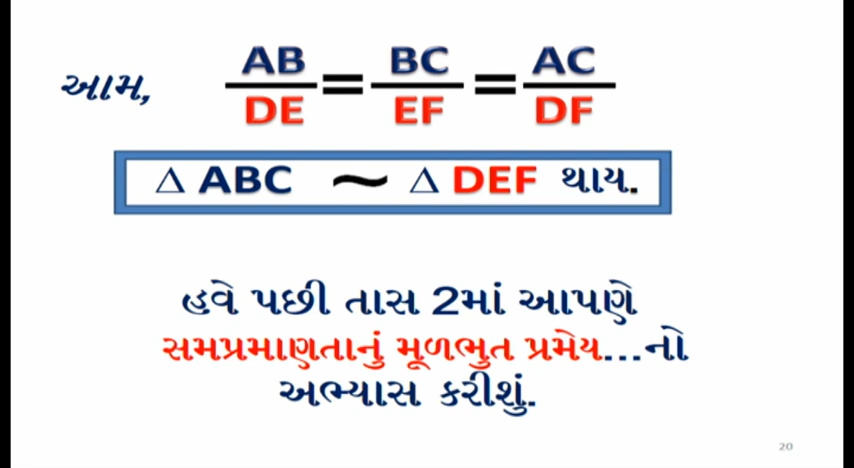 આમ, AB/DE = BC/EF = AC/DF
Δ ABC ~ Δ DEF થાય.
હવે પછી તાસ 2માં આપણે
સમપ્રમાણતાનું મૂળભુત પ્રમેય...નો
અભ્યાસ કરીશું.
20